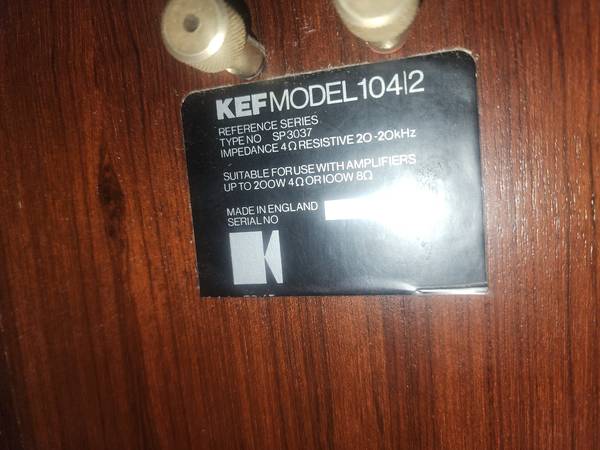 KEF MODEL 104/2
REFERENCE SERIES
TYPE NO SP3037
IMPEDANCE 4Ω RESISTIVE 20-20kHz
SUITABLE FOR USE WITH AMPLIFIERS
UP TO 200W 4Ω OR 100W 8Ω
MADE IN ENGLAND
SERIAL NO
K